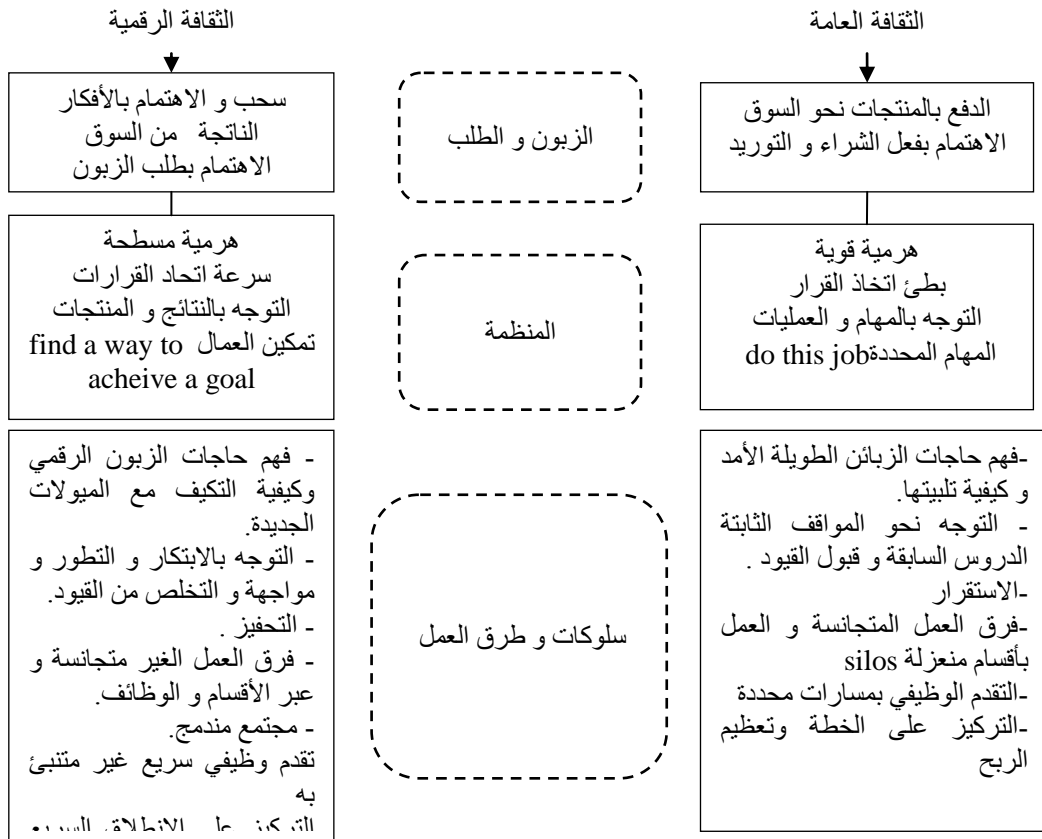 الثقافة العامة
الثقافة الرقمية
الدفع بالمنتجات نحو السوق
الاهتمام بفعل الشراء و التوريد
الزبون و الطلب
سحب و الاهتمام بالأفكار
الناتجة من السوق
الاهتمام بطلب الزبون
هرمية قوية
بطئ اتخاذ القرار
التوجه بالمهام و العمليات
المهام المحددة do this job
المنظمة
هرمية مسطحة
سرعة اتحاد القرارات
التوجه بالنتائج و المنتجات
تمكين العمال find a way to
acheive a goal
-فهم حاجات الزبائن الطويلة الأمد
و كيفية تلبيتها.
- التوجه نحو المواقف الثابتة
الدروس السابقة و قبول القيود .
-الاستقرار
-فرق العمل المتجانسة و العمل
بأقسام منعزلة silos
-التقدم الوظيفي بمسارات محددة
-التركيز على الخطة وتعظيم
الربح
سلوكات و طرق العمل
- فهم حاجات الزبون الرقمي
وكيفية التكيف مع الميولات
الجديدة.
- التوجه بالابتكار و التطور و
مواجهة و التخلص من القيود.
- التحفيز .
- فرق العمل الغير متجانسة و
عبر الأقسام و الوظائف.
- مجتمع مندمج.
تقدم وظيفي سريع غير متنبئ
به
التركيز على الانطلاق السريع